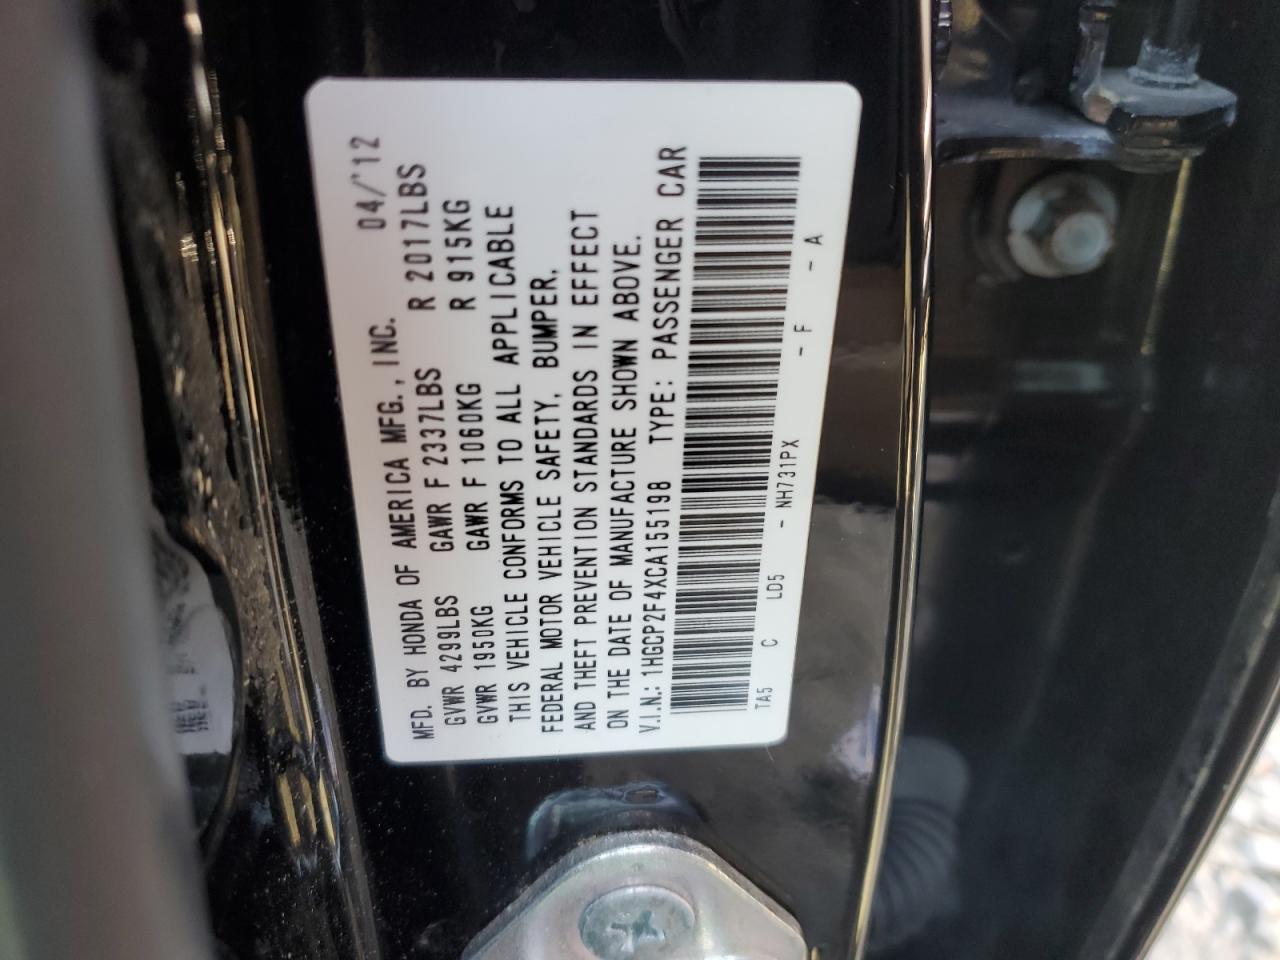 MFD. BY HONDA OF AMERICA MFG., INC. 04/'12
GVWR 4299LBS GAWR F 2337LBS R 2017LBS
GVWR 1950KG GAWR F 1060KG R 915KG
THIS VEHICLE CONFORMS TO ALL APPLICABLE
FEDERAL MOTOR VEHICLE SAFETY, BUMPER,
AND THEFT PREVENTION STANDARDS IN EFFECT
ON THE DATE OF MANUFACTURE SHOWN ABOVE.
V.I.N.: 1HGCP2F4XCA155198 TYPE: PASSENGER CAR
TA5 C LD5 - NH731PX - F - A